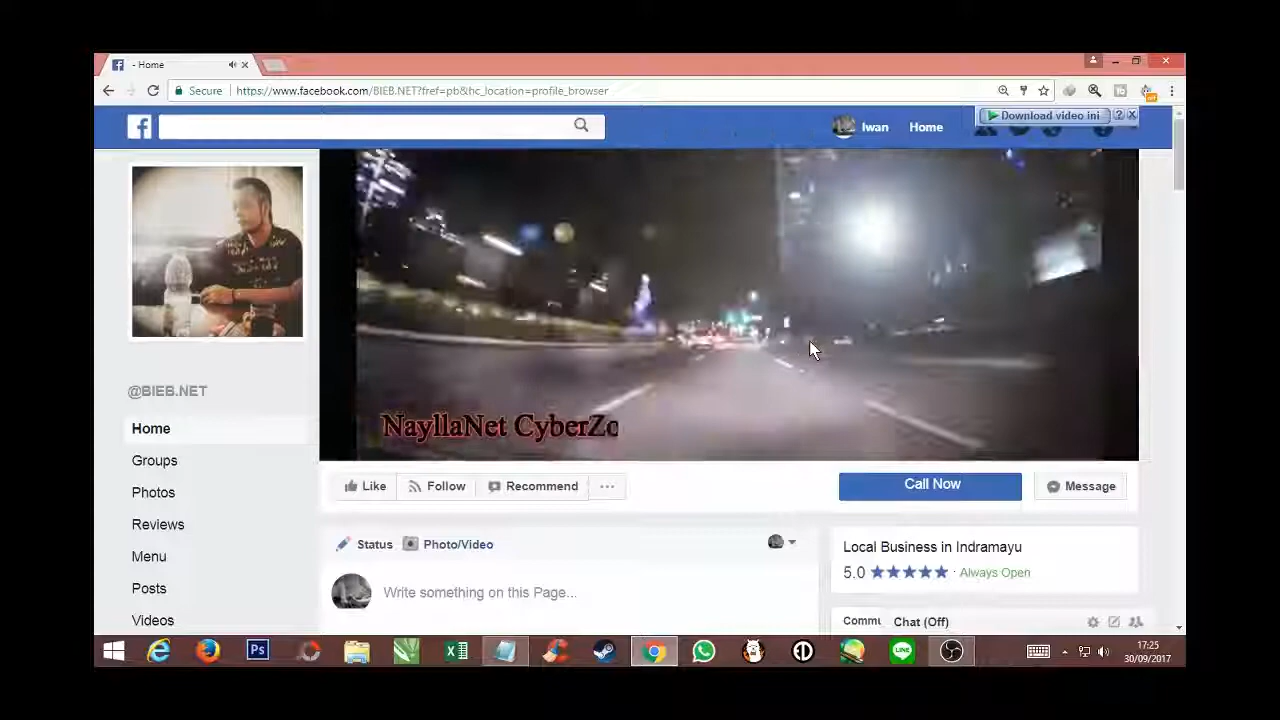 - Home
Secure https://www.facebook.com/BIEB.NET?fref=pb&hc_location=profile_browser
Download video ini ?
Iwan Home
NayllaNet CyberZo
@BIEB.NET
Home
Groups
Photos
Reviews
Menu
Posts
Videos
Like Follow Recommend ...
Call Now
Message
Status Photo/Video
Write something on this Page...
Local Business in Indramayu
5.0 ★★★★★ · Always Open
Commu
Chat (Off)
Ps
17:25
30/09/2017